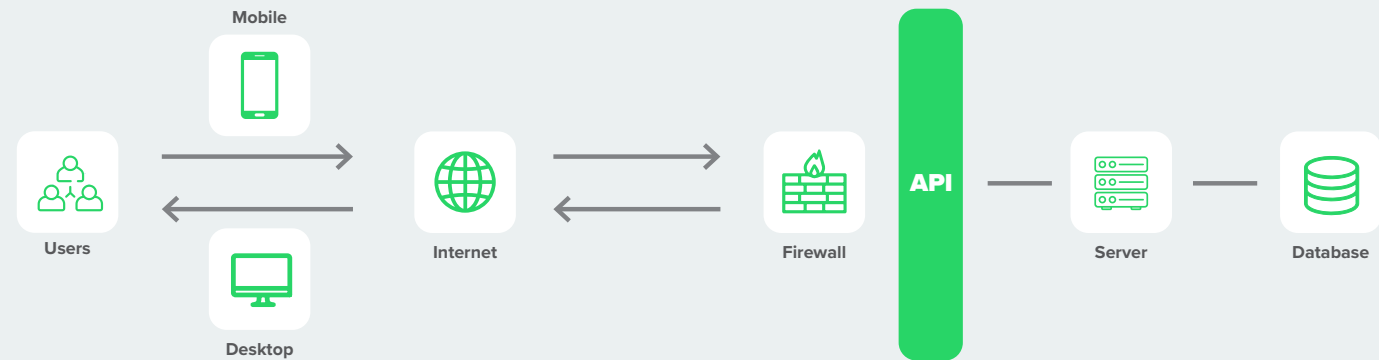 Mobile
Users
Desktop
Internet
Firewall
API
Server
Database